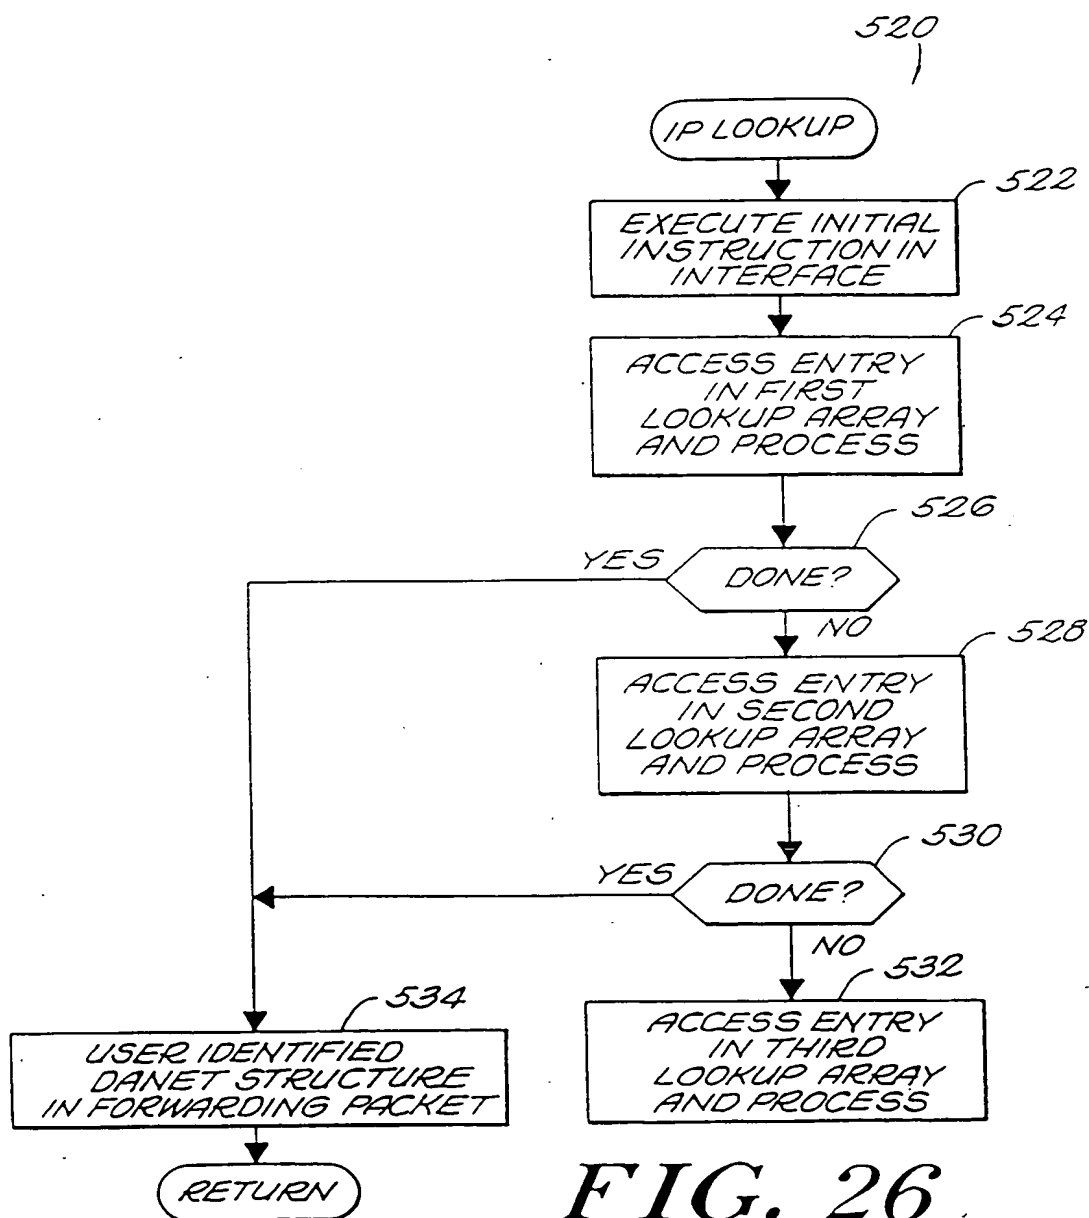 520
IP LOOKUP
522
EXECUTE INITIAL
INSTRUCTION IN
INTERFACE
524
ACCESS ENTRY
IN FIRST
LOOKUP ARRAY
AND PROCESS
526
YES
DONE?
NO
528
ACCESS ENTRY
IN SECOND
LOOKUP ARRAY
AND PROCESS
530
YES
DONE?
NO
532
ACCESS ENTRY
IN THIRD
LOOKUP ARRAY
AND PROCESS
534
USER IDENTIFIED
DANET STRUCTURE
IN FORWARDING PACKET
RETURN
FIG. 26